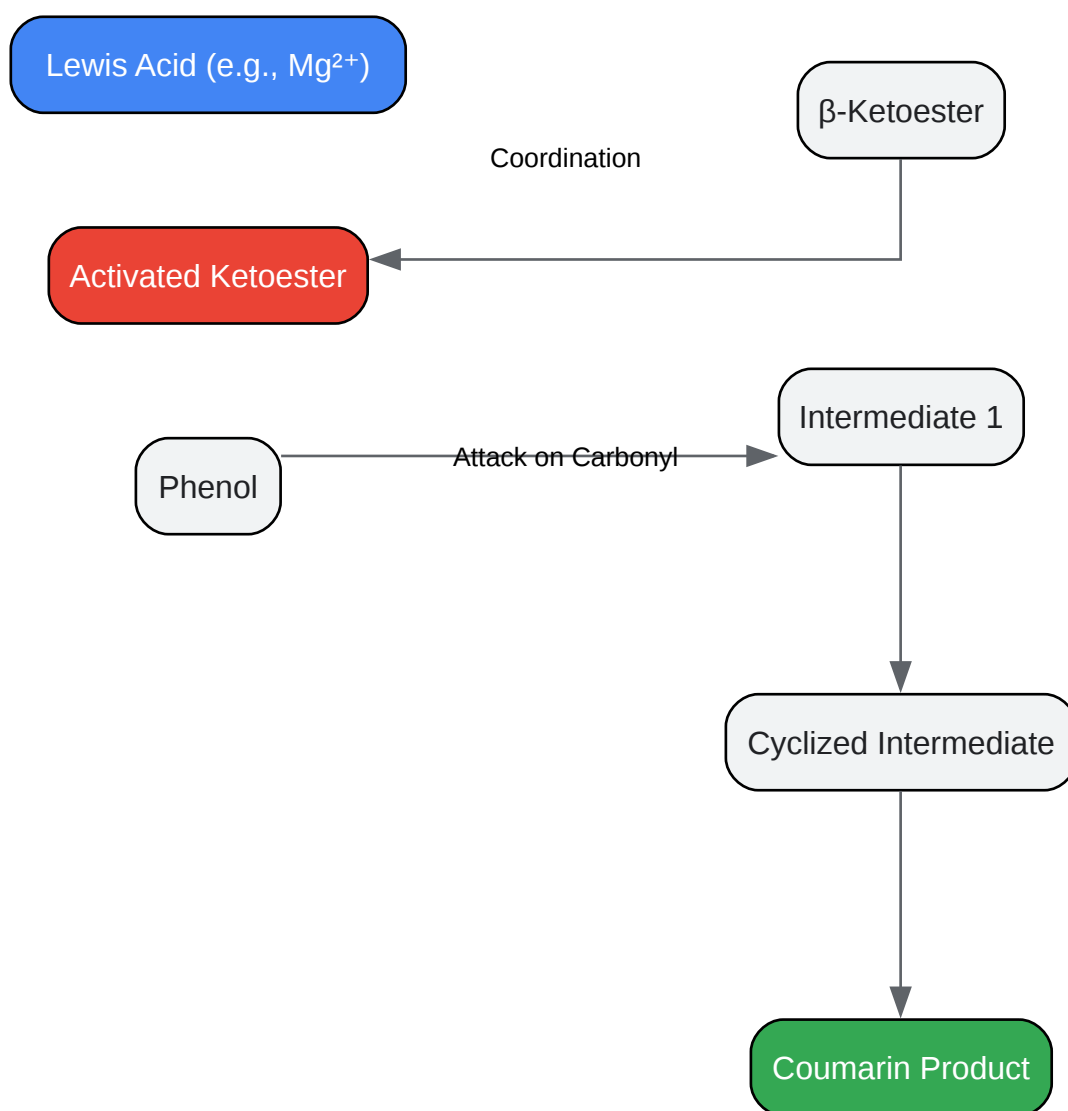 Lewis Acid (e.g., Mg²⁺)
β-Ketoester
Coordination
Activated Ketoester
Intermediate 1
Attack on Carbonyl
Phenol
Cyclized Intermediate
Coumarin Product